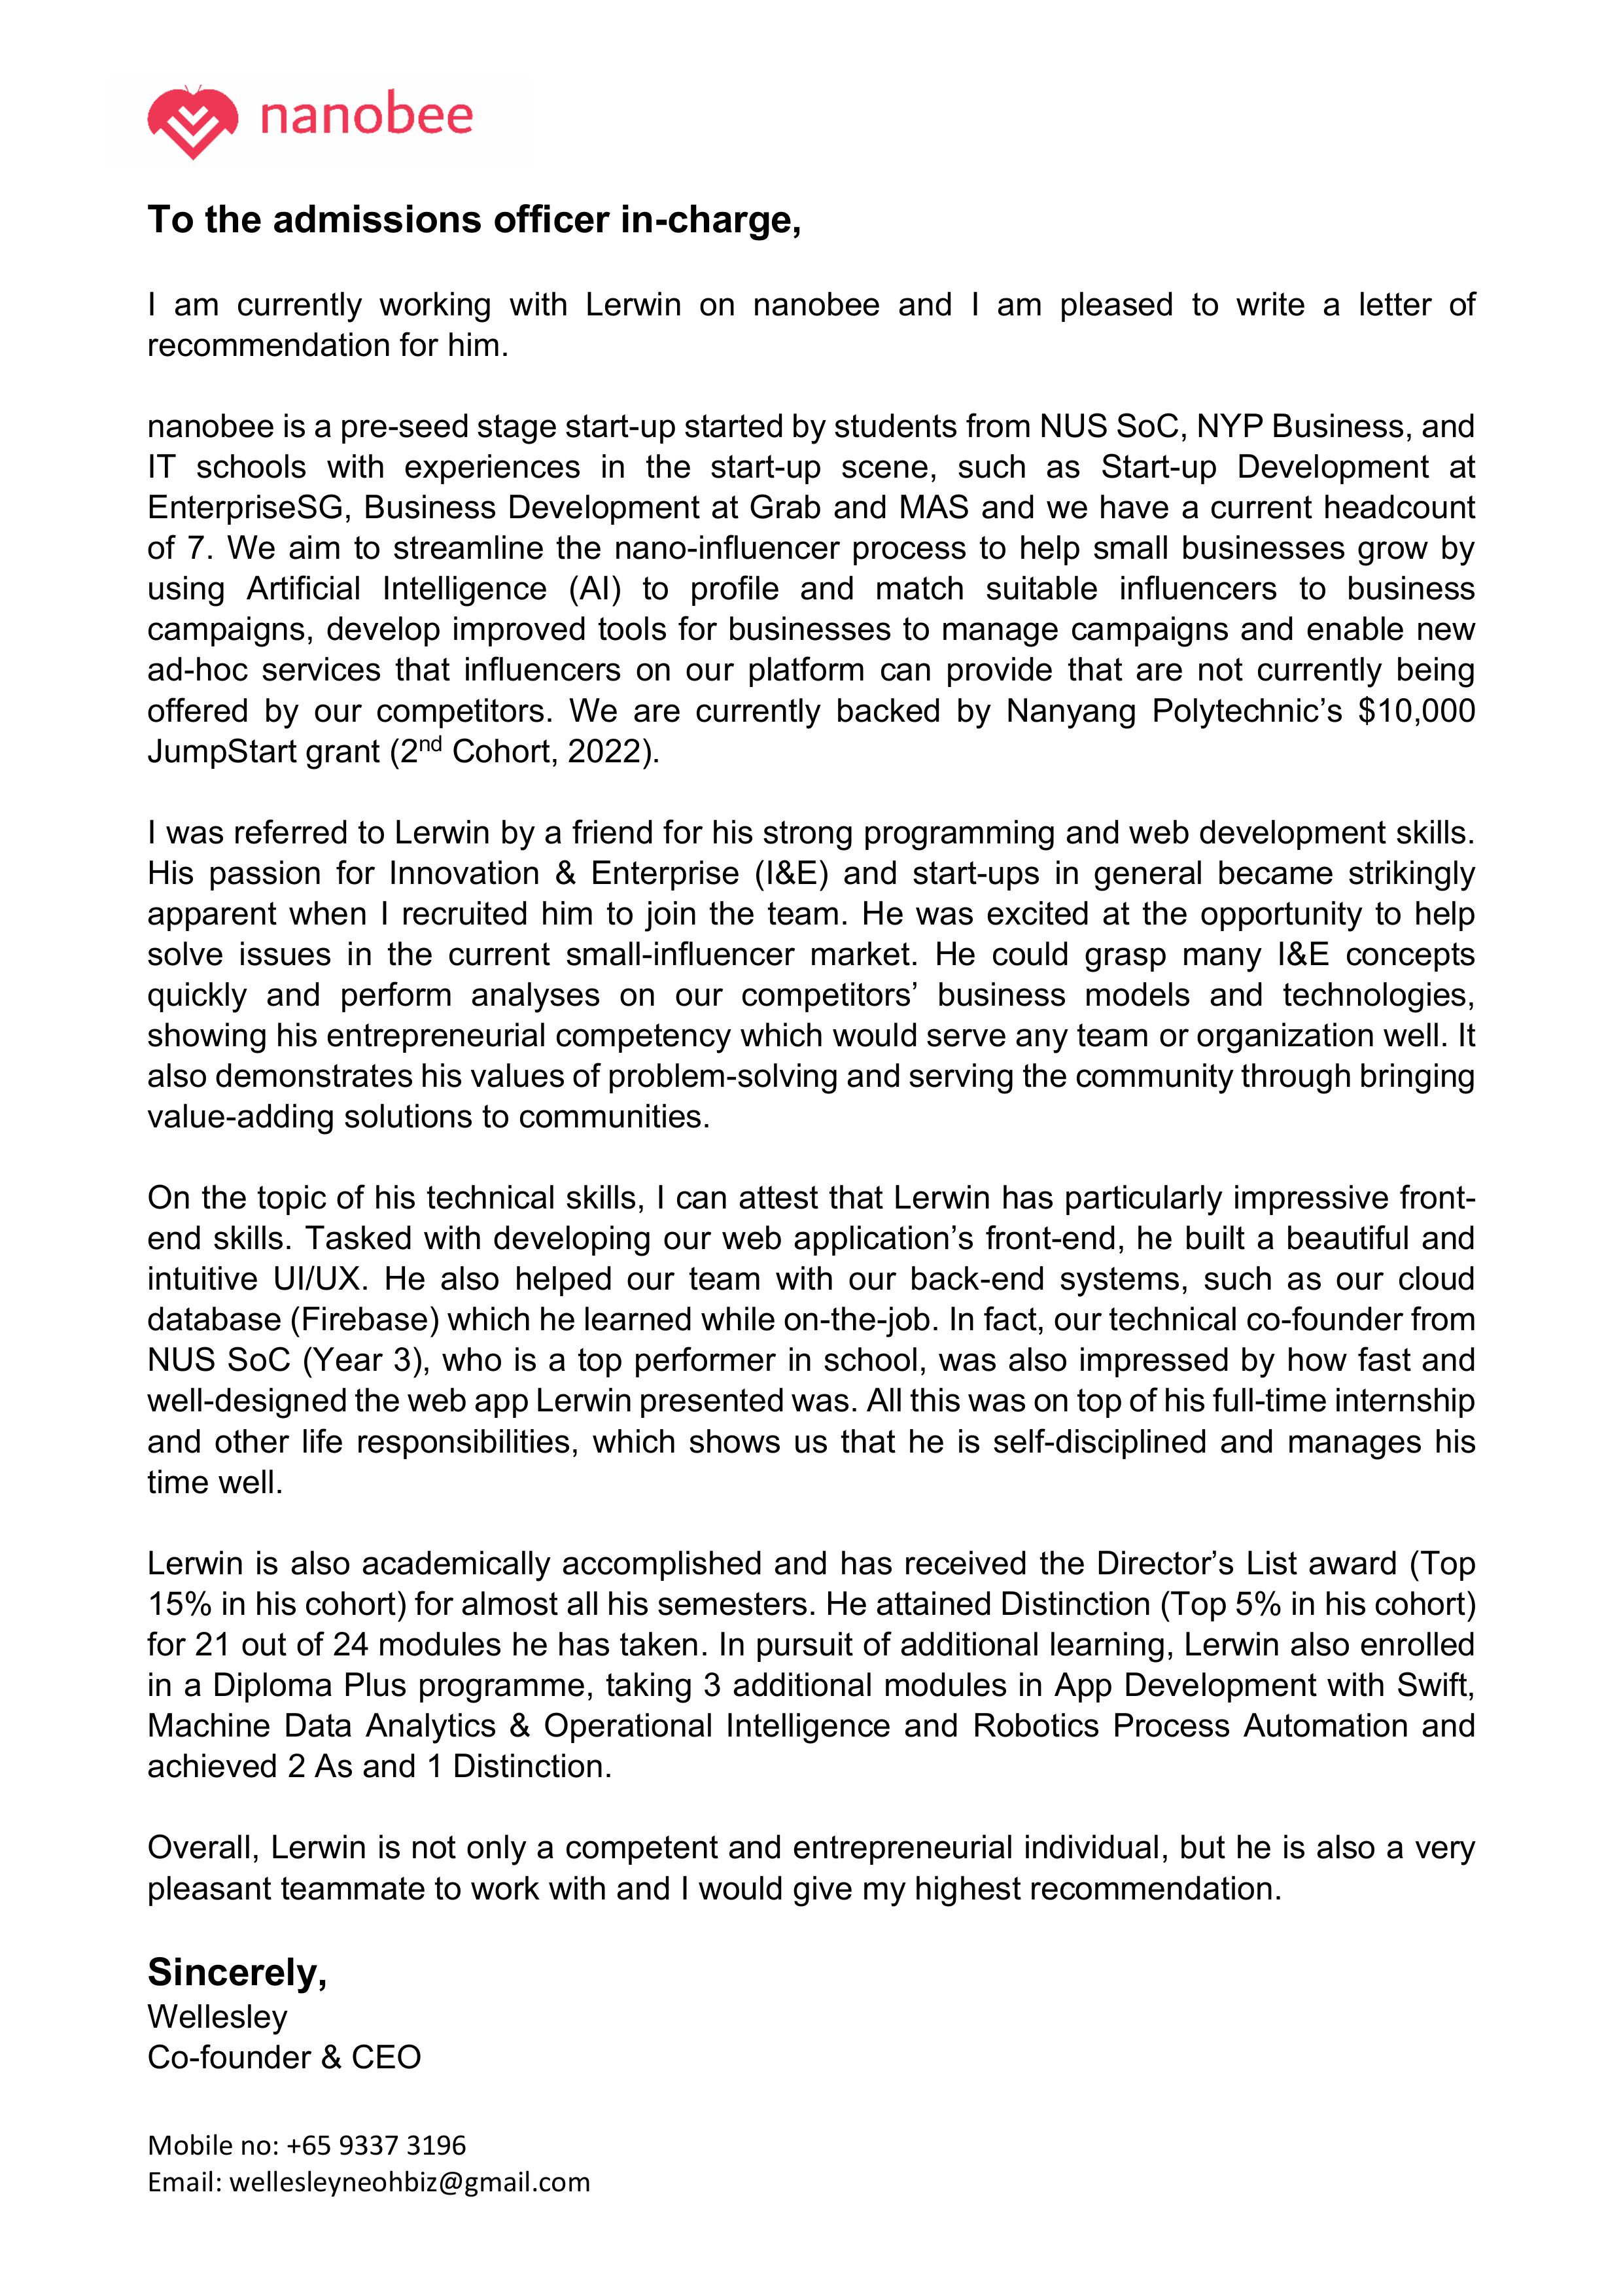 nanobee
To the admissions officer in-charge,
I am currently working with Lerwin on nanobee and I am pleased to write a letter of
recommendation for him.
nanobee is a pre-seed stage start-up started by students from NUS SoC, NYP Business, and
IT schools with experiences in the start-up scene, such as Start-up Development at
EnterpriseSG, Business Development at Grab and MAS and we have a current headcount
of 7. We aim to streamline the nano-influencer process to help small businesses grow by
using Artificial Intelligence (AI) to profile and match suitable influencers to business
campaigns, develop improved tools for businesses to manage campaigns and enable new
ad-hoc services that influencers on our platform can provide that are not currently being
offered by our competitors. We are currently backed by Nanyang Polytechnic’s $10,000
JumpStart grant (2nd Cohort, 2022).
I was referred to Lerwin by a friend for his strong programming and web development skills.
His passion for Innovation & Enterprise (I&E) and start-ups in general became strikingly
apparent when I recruited him to join the team. He was excited at the opportunity to help
solve issues in the current small-influencer market. He could grasp many I&E concepts
quickly and perform analyses on our competitors’ business models and technologies,
showing his entrepreneurial competency which would serve any team or organization well. It
also demonstrates his values of problem-solving and serving the community through bringing
value-adding solutions to communities.
On the topic of his technical skills, I can attest that Lerwin has particularly impressive front-
end skills. Tasked with developing our web application’s front-end, he built a beautiful and
intuitive UI/UX. He also helped our team with our back-end systems, such as our cloud
database (Firebase) which he learned while on-the-job. In fact, our technical co-founder from
NUS SoC (Year 3), who is a top performer in school, was also impressed by how fast and
well-designed the web app Lerwin presented was. All this was on top of his full-time internship
and other life responsibilities, which shows us that he is self-disciplined and manages his
time well.
Lerwin is also academically accomplished and has received the Director’s List award (Top
15% in his cohort) for almost all his semesters. He attained Distinction (Top 5% in his cohort)
for 21 out of 24 modules he has taken. In pursuit of additional learning, Lerwin also enrolled
in a Diploma Plus programme, taking 3 additional modules in App Development with Swift,
Machine Data Analytics & Operational Intelligence and Robotics Process Automation and
achieved 2 As and 1 Distinction.
Overall, Lerwin is not only a competent and entrepreneurial individual, but he is also a very
pleasant teammate to work with and I would give my highest recommendation.
Sincerely,
Wellesley
Co-founder & CEO
Mobile no: +65 9337 3196
Email: wellesleyneohbiz@gmail.com